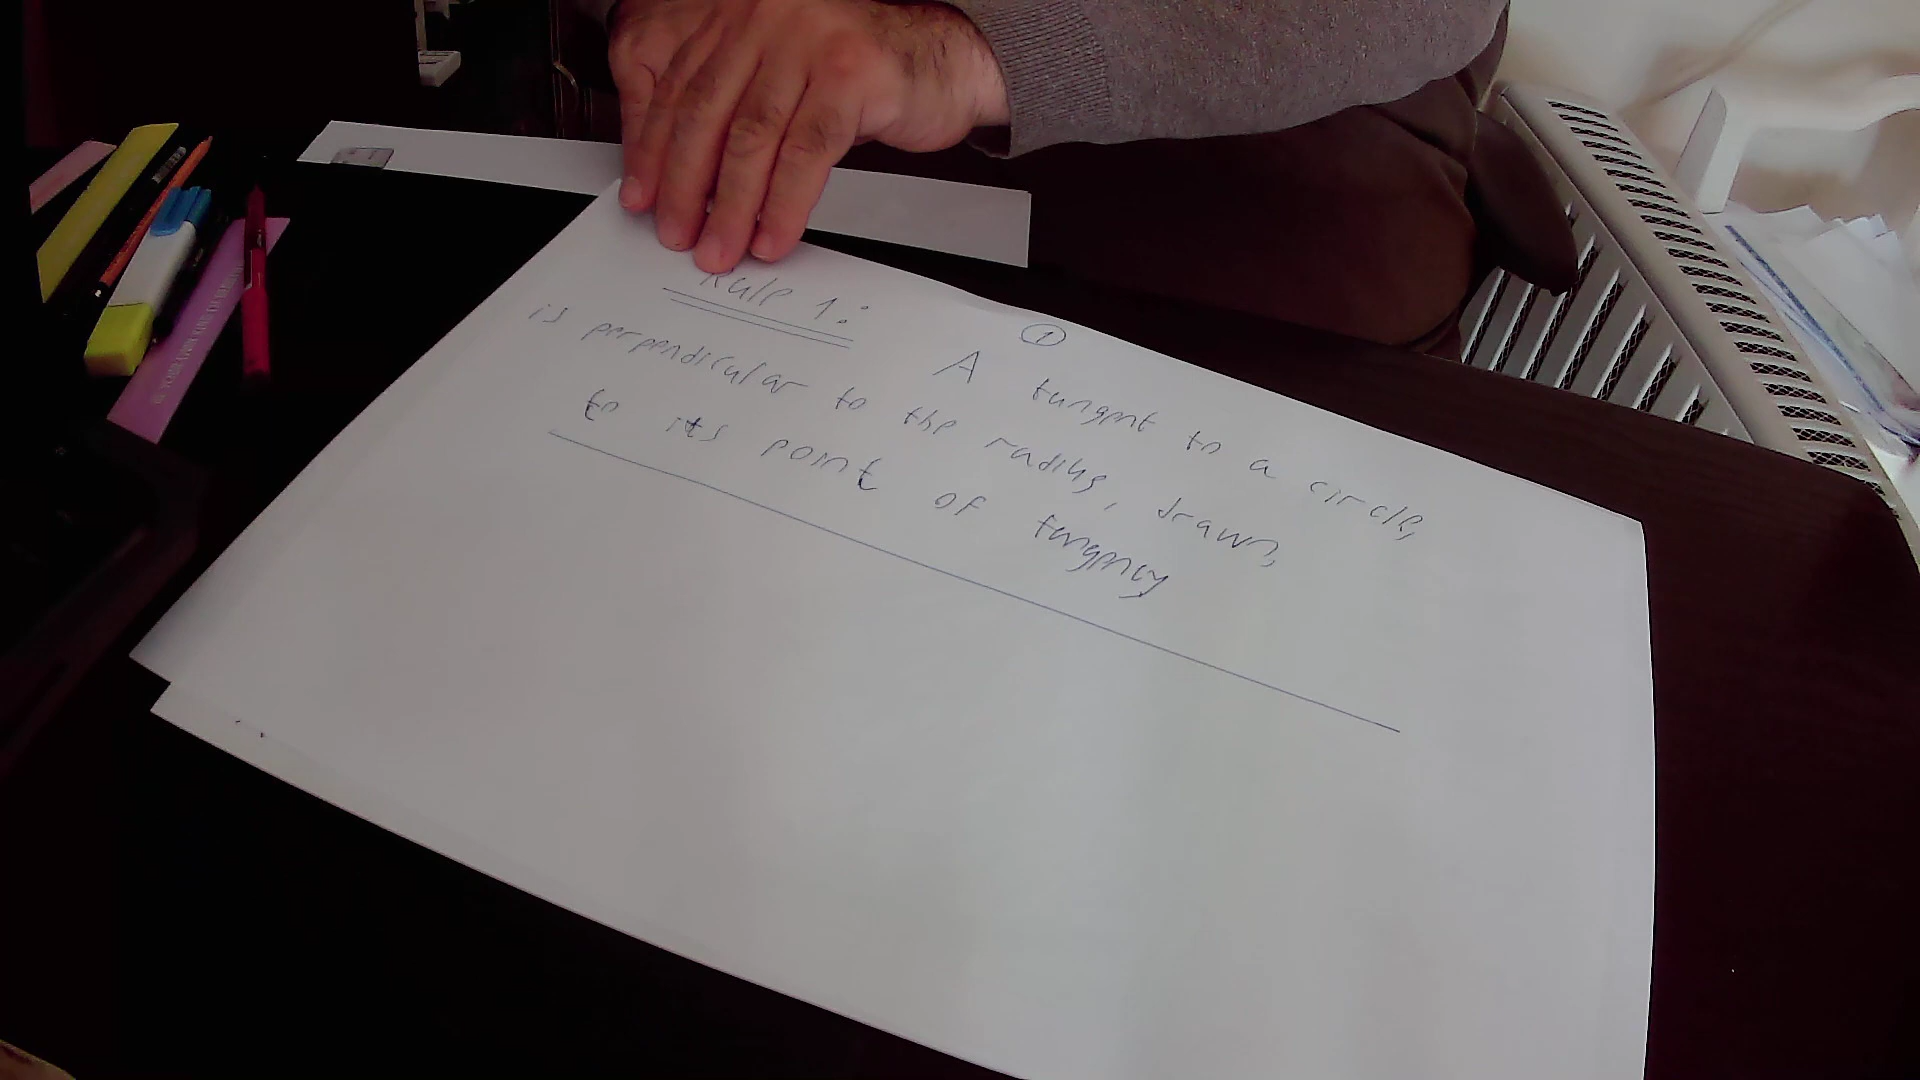 ①
Rule 1: A tangent to a circle,
is perpendicular to the radius, drawn,
to its point of tangency